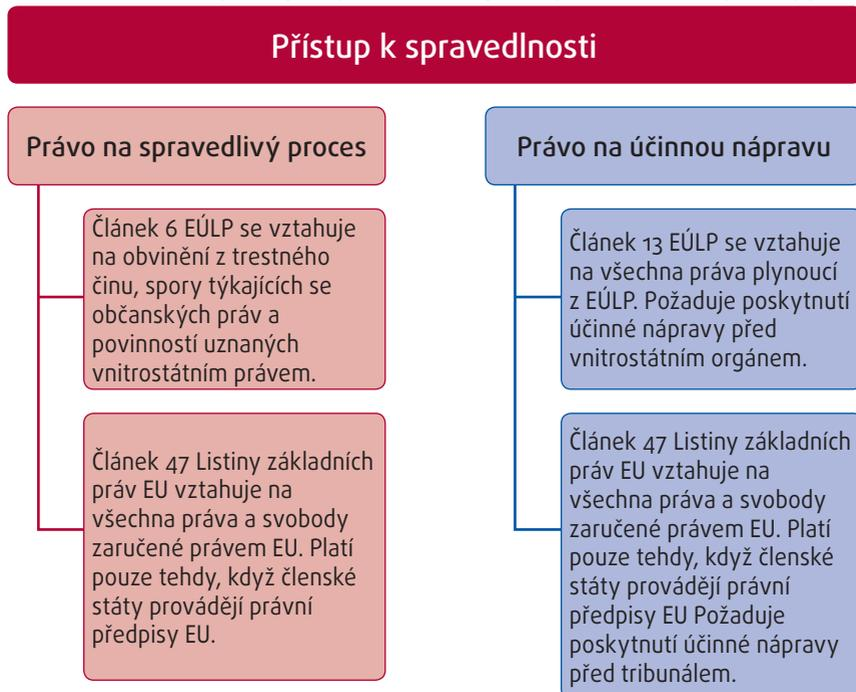 Přístup k spravedlnosti
Právo na spravedlivý proces
Článek 6 EÚLP se vztahuje
na obvinění z trestného
činu, spory týkajících se
občanských práv a
povinností uznaných
vnitrostátním právem.
Článek 47 Listiny základních
práv EU vztahuje na
všechna práva a svobody
zaručené právem EU. Platí
pouze tehdy, když členské
státy provádějí právní
předpisy EU.
Právo na účinnou nápravu
Článek 13 EÚLP se vztahuje
na všechna práva plynoucí
z EÚLP. Požaduje poskytnutí
účinné nápravy před
vnitrostátním orgánem.
Článek 47 Listiny základních
práv EU vztahuje na
všechna práva a svobody
zaručené právem EU. Platí
pouze tehdy, když členské
státy provádějí právní
předpisy EU Požaduje
poskytnutí účinné nápravy
před tribunálem.